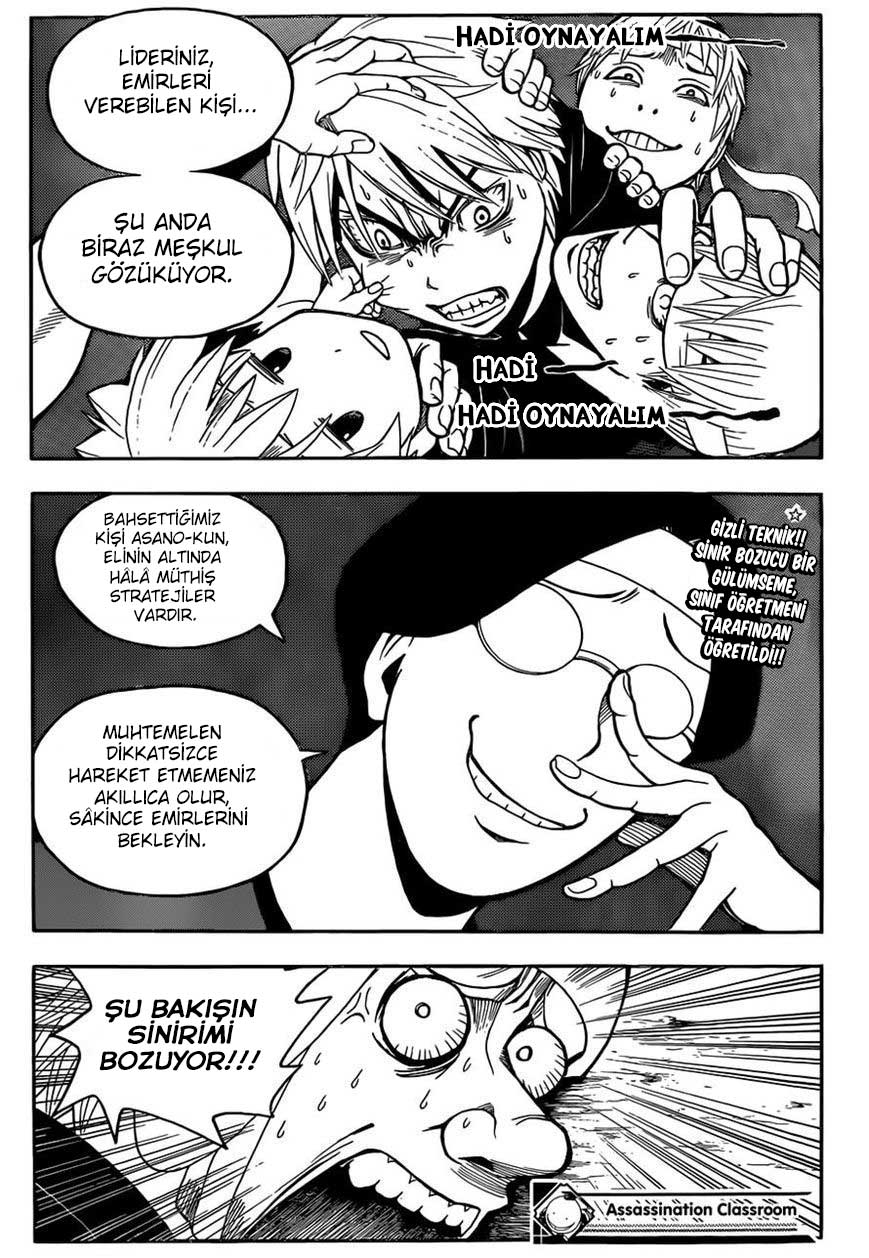 LİDERİNİZ,
EMİRLERİ
VEREBİLEN KİŞİ...
HADİ OYNAYALIM
ŞU ANDA
BİRAZ MEŞKUL
GÖZÜKÜYOR.
HADİ
HADİ OYNAYALIM
BAHSETTİĞİMİZ
KİŞİ ASANO-KUN,
ELİNİN ALTINDA
HÂLÂ MÜTHİŞ
STRATEJİLER
VARDIR.
GİZLİ TEKNİK!!
SİNİR BOZUCU BİR
GÜLÜMSEME,
SINIF ÖĞRETMENİ
TARAFINDAN
ÖĞRETİLDİ!!
MUHTEMELEN
DİKKATSİZCE
HAREKET ETMEMENİZ
AKILLICA OLUR,
SÂKİNCE EMİRLERİNİ
BEKLEYİN.
ŞU BAKIŞIN
SİNİRİMİ
BOZUYOR!!!
Assassination Classroom